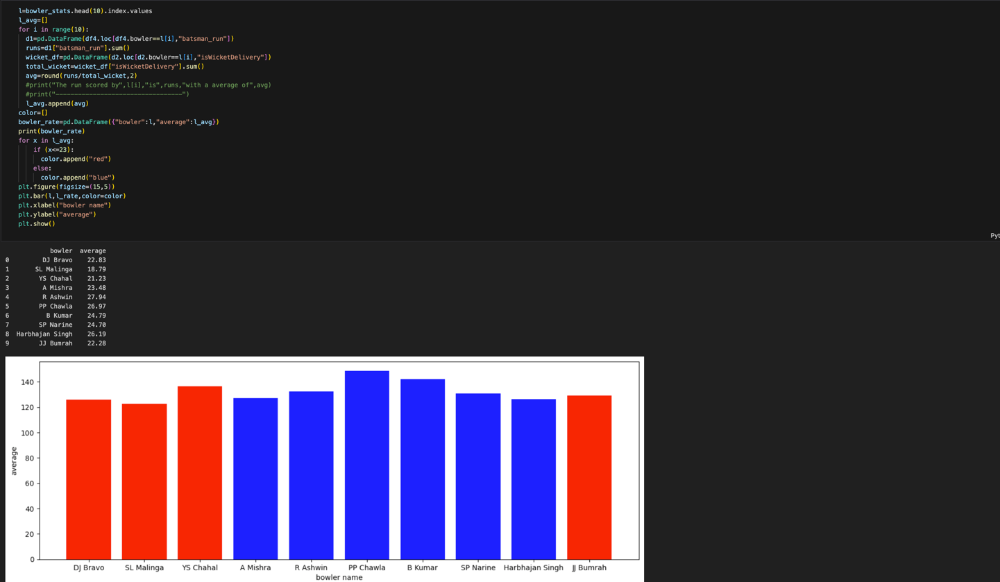 l=bowler_stats.head(10).index.values
l_avg=[]
for i in range(10):
d1=pd.DataFrame(df4.loc[df4.bowler==l[i],"batsman_run"])
runs=d1["batsman_run"].sum()
wicket_df=pd.DataFrame(d2.loc[d2.bowler==l[i],"isWicketDelivery"])
total_wicket=wicket_df["isWicketDelivery"].sum()
avg=round(runs/total_wicket,2)
#print("The run scored by",l[i],"is",runs,"with a average of",avg)
#print("----------------------------------")
l_avg.append(avg)
color=[]
bowler_rate=pd.DataFrame({"bowler":l,"average":l_avg})
print(bowler_rate)
for x in l_avg:
if (x<=23):
color.append("red")
else:
color.append("blue")
plt.figure(figsize=(15,5))
plt.bar(l,l_rate,color=color)
plt.xlabel("bowler name")
plt.ylabel("average")
plt.show()
Pyt
bowler average
0 DJ Bravo 22.83
1 SL Malinga 18.79
2 YS Chahal 21.23
3 A Mishra 23.48
4 R Ashwin 27.94
5 PP Chawla 26.97
6 B Kumar 24.79
7 SP Narine 24.70
8 Harbhajan Singh 26.19
9 JJ Bumrah 22.28
140
120
100
80
60
40
20
0
average
DJ Bravo SL Malinga YS Chahal A Mishra R Ashwin PP Chawla B Kumar SP Narine Harbhajan Singh JJ Bumrah
bowler name